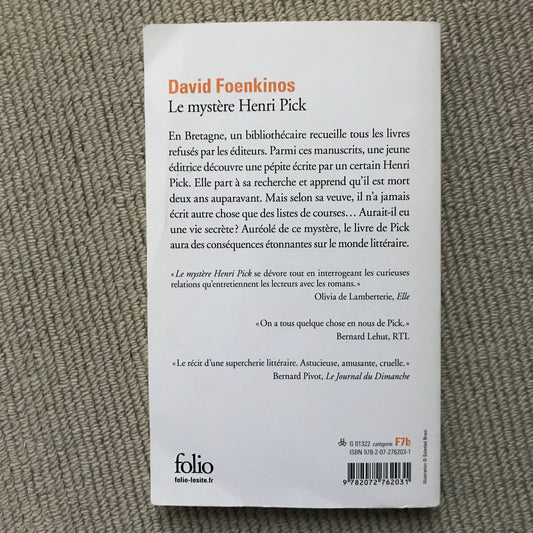 David Foenkinos
Le mystère Henri Pick
En Bretagne, un bibliothécaire recueille tous les livres
refusés par les éditeurs. Parmi ces manuscrits, une jeune
éditrice découvre une pépite écrite par un certain Henri
Pick. Elle part à sa recherche et apprend qu'il est mort
deux ans auparavant. Mais selon sa veuve, il n'a jamais
écrit autre chose que des listes de courses… Aurait-il eu
une vie secrète ? Auréolé de ce mystère, le livre de Pick
aura des conséquences étonnantes sur le monde littéraire.
« Le mystère Henri Pick se dévore tout en interrogeant les curieuses
relations qu'entretiennent les lecteurs avec les romans. »
Olivia de Lamberterie, Elle
« On a tous quelque chose en nous de Pick. »
Bernard Lehut, RTL
« Le récit d'une supercherie littéraire. Astucieuse, amusante, cruelle. »
Bernard Pivot, Le Journal du Dimanche
G 01322 catégorie F7b
ISBN 978-2-07-276203-1
folio
folio-lesite.fr
9 782072 762031
Illustration © Soledad Bravi.